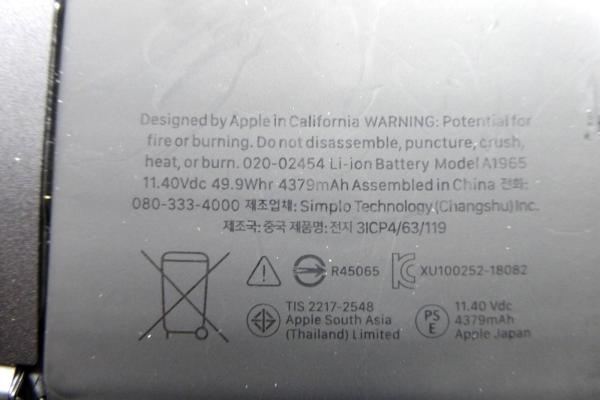 Designed by Apple in California WARNING: Potential for
fire or burning. Do not disassemble, puncture, crush,
heat, or burn. 020-02454 Li-ion Battery Model A1965
11.40Vdc 49.9Whr 4379mAh Assembled in China 전화:
080-333-4000 제조업체: Simplo Technology (Changshu) Inc.
제조국: 중국 제품명: 전지 3ICP4/63/119
R45065
XU100252-18082
TIS 2217-2548
Apple South Asia
(Thailand) Limited
PS
E
11.40 Vdc
4379mAh
Apple Japan